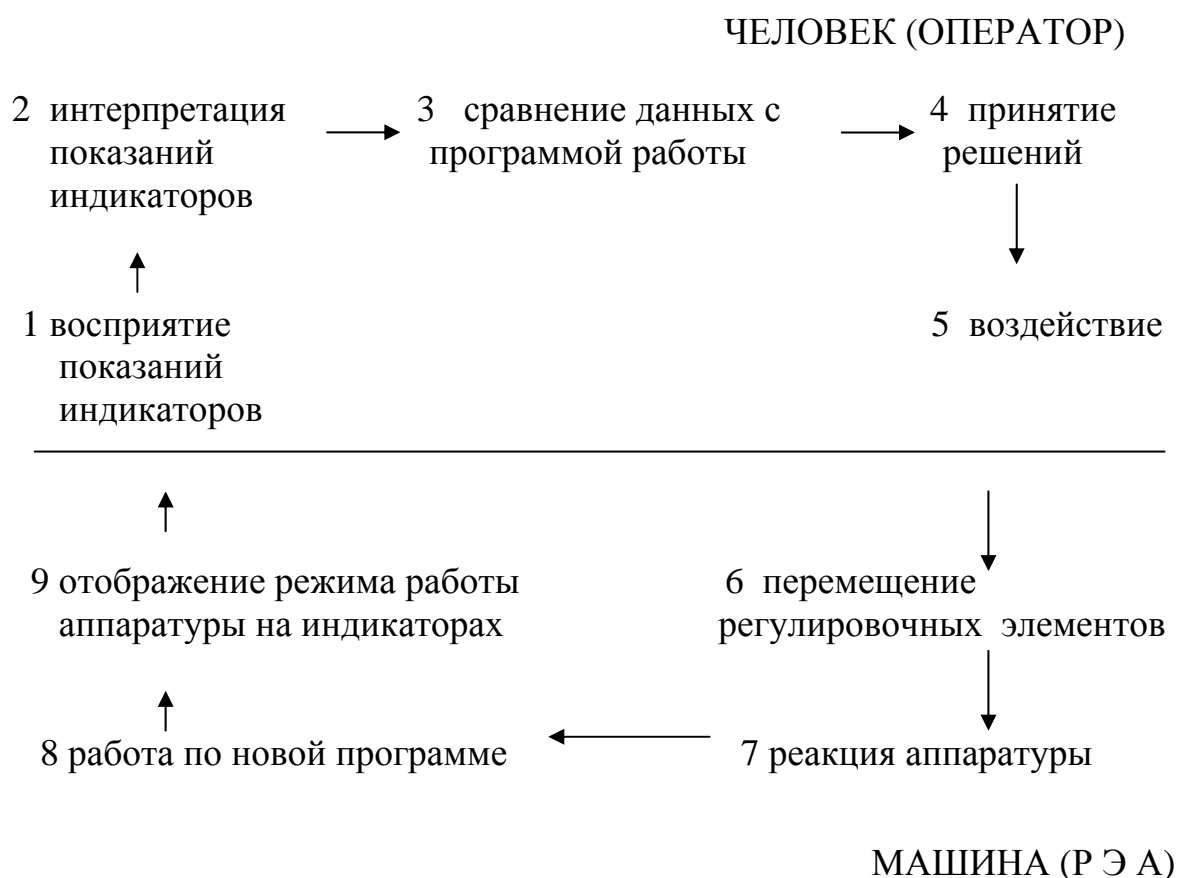 ЧЕЛОВЕК (ОПЕРАТОР)
2 интерпретация
показаний
индикаторов
3 сравнение данных с
программой работы
4 принятие
решений
1 восприятие
показаний
индикаторов
5 воздействие
9 отображение режима работы
аппаратуры на индикаторах
6 перемещение
регулировочных элементов
8 работа по новой программе
7 реакция аппаратуры
МАШИНА (Р Э А)